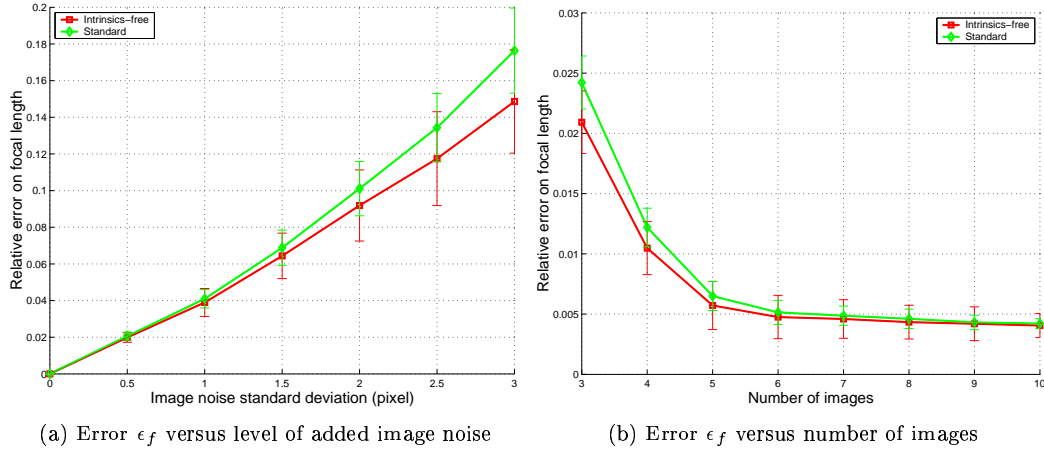 Intrinsics-free
Standard
Relative error on focal length
0.2
0.18
0.16
0.14
0.12
0.1
0.08
0.06
0.04
0.02
0
0 0.5 1 1.5 2 2.5 3
Image noise standard deviation (pixel)
(a) Error ϵf versus level of added image noise
Intrinsics-free
Standard
Relative error on focal length
0.03
0.025
0.02
0.015
0.01
0.005
0
3 4 5 6 7 8 9 10
Number of images
(b) Error ϵf versus number of images